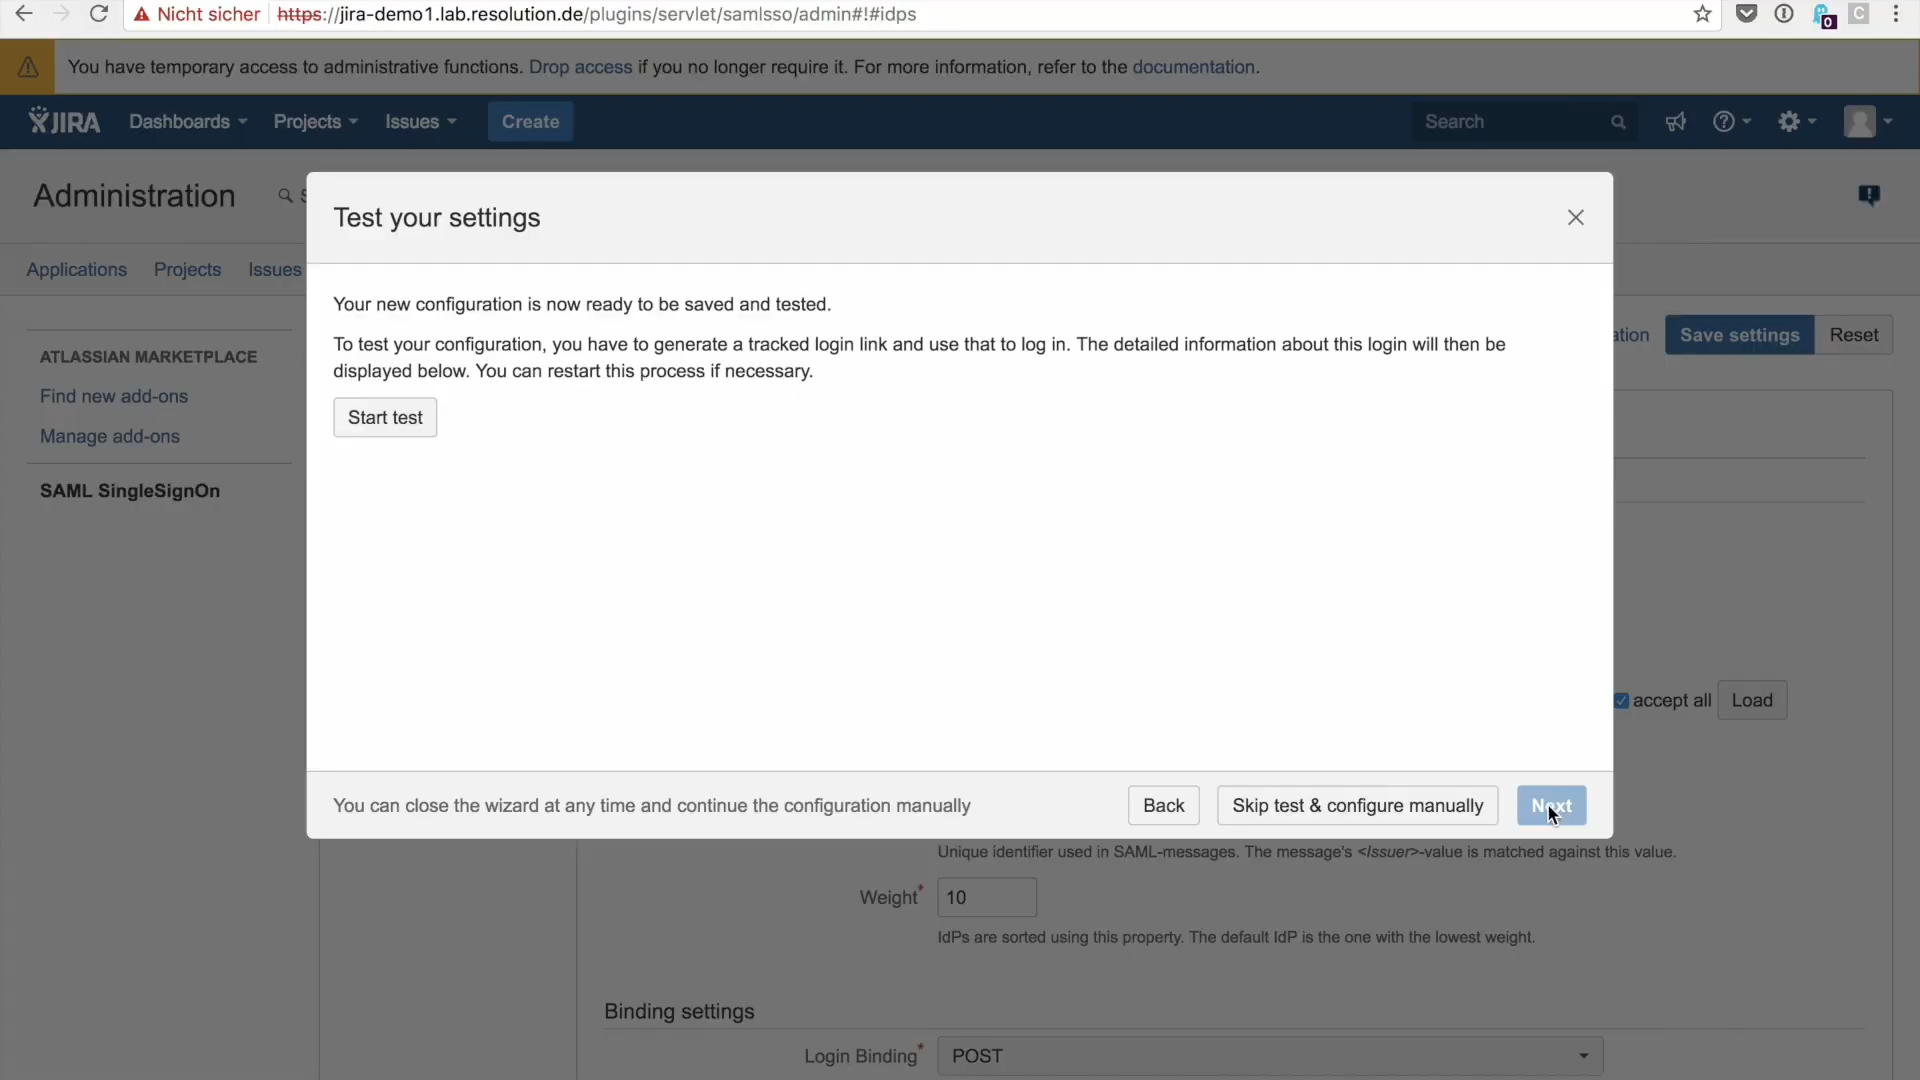 Nicht sicher https://jira-demo1.lab.resolution.de/plugins/servlet/samlsso/admin#!#idps
0
C
You have temporary access to administrative functions. Drop access if you no longer require it. For more information, refer to the documentation.
JIRA Dashboards Projects Issues Create Search
Administration
Test your settings
Applications Projects Issues
Your new configuration is now ready to be saved and tested.
To test your configuration, you have to generate a tracked login link and use that to log in. The detailed information about this login will then be
displayed below. You can restart this process if necessary.
Start test
ation Save settings Reset
ATLASSIAN MARKETPLACE
Find new add-ons
Manage add-ons
SAML SingleSignOn
accept all Load
You can close the wizard at any time and continue the configuration manually Back Skip test & configure manually Next
Unique identifier used in SAML-messages. The message's <Issuer>-value is matched against this value.
Weight* 10
IdPs are sorted using this property. The default IdP is the one with the lowest weight.
Binding settings
Login Binding* POST